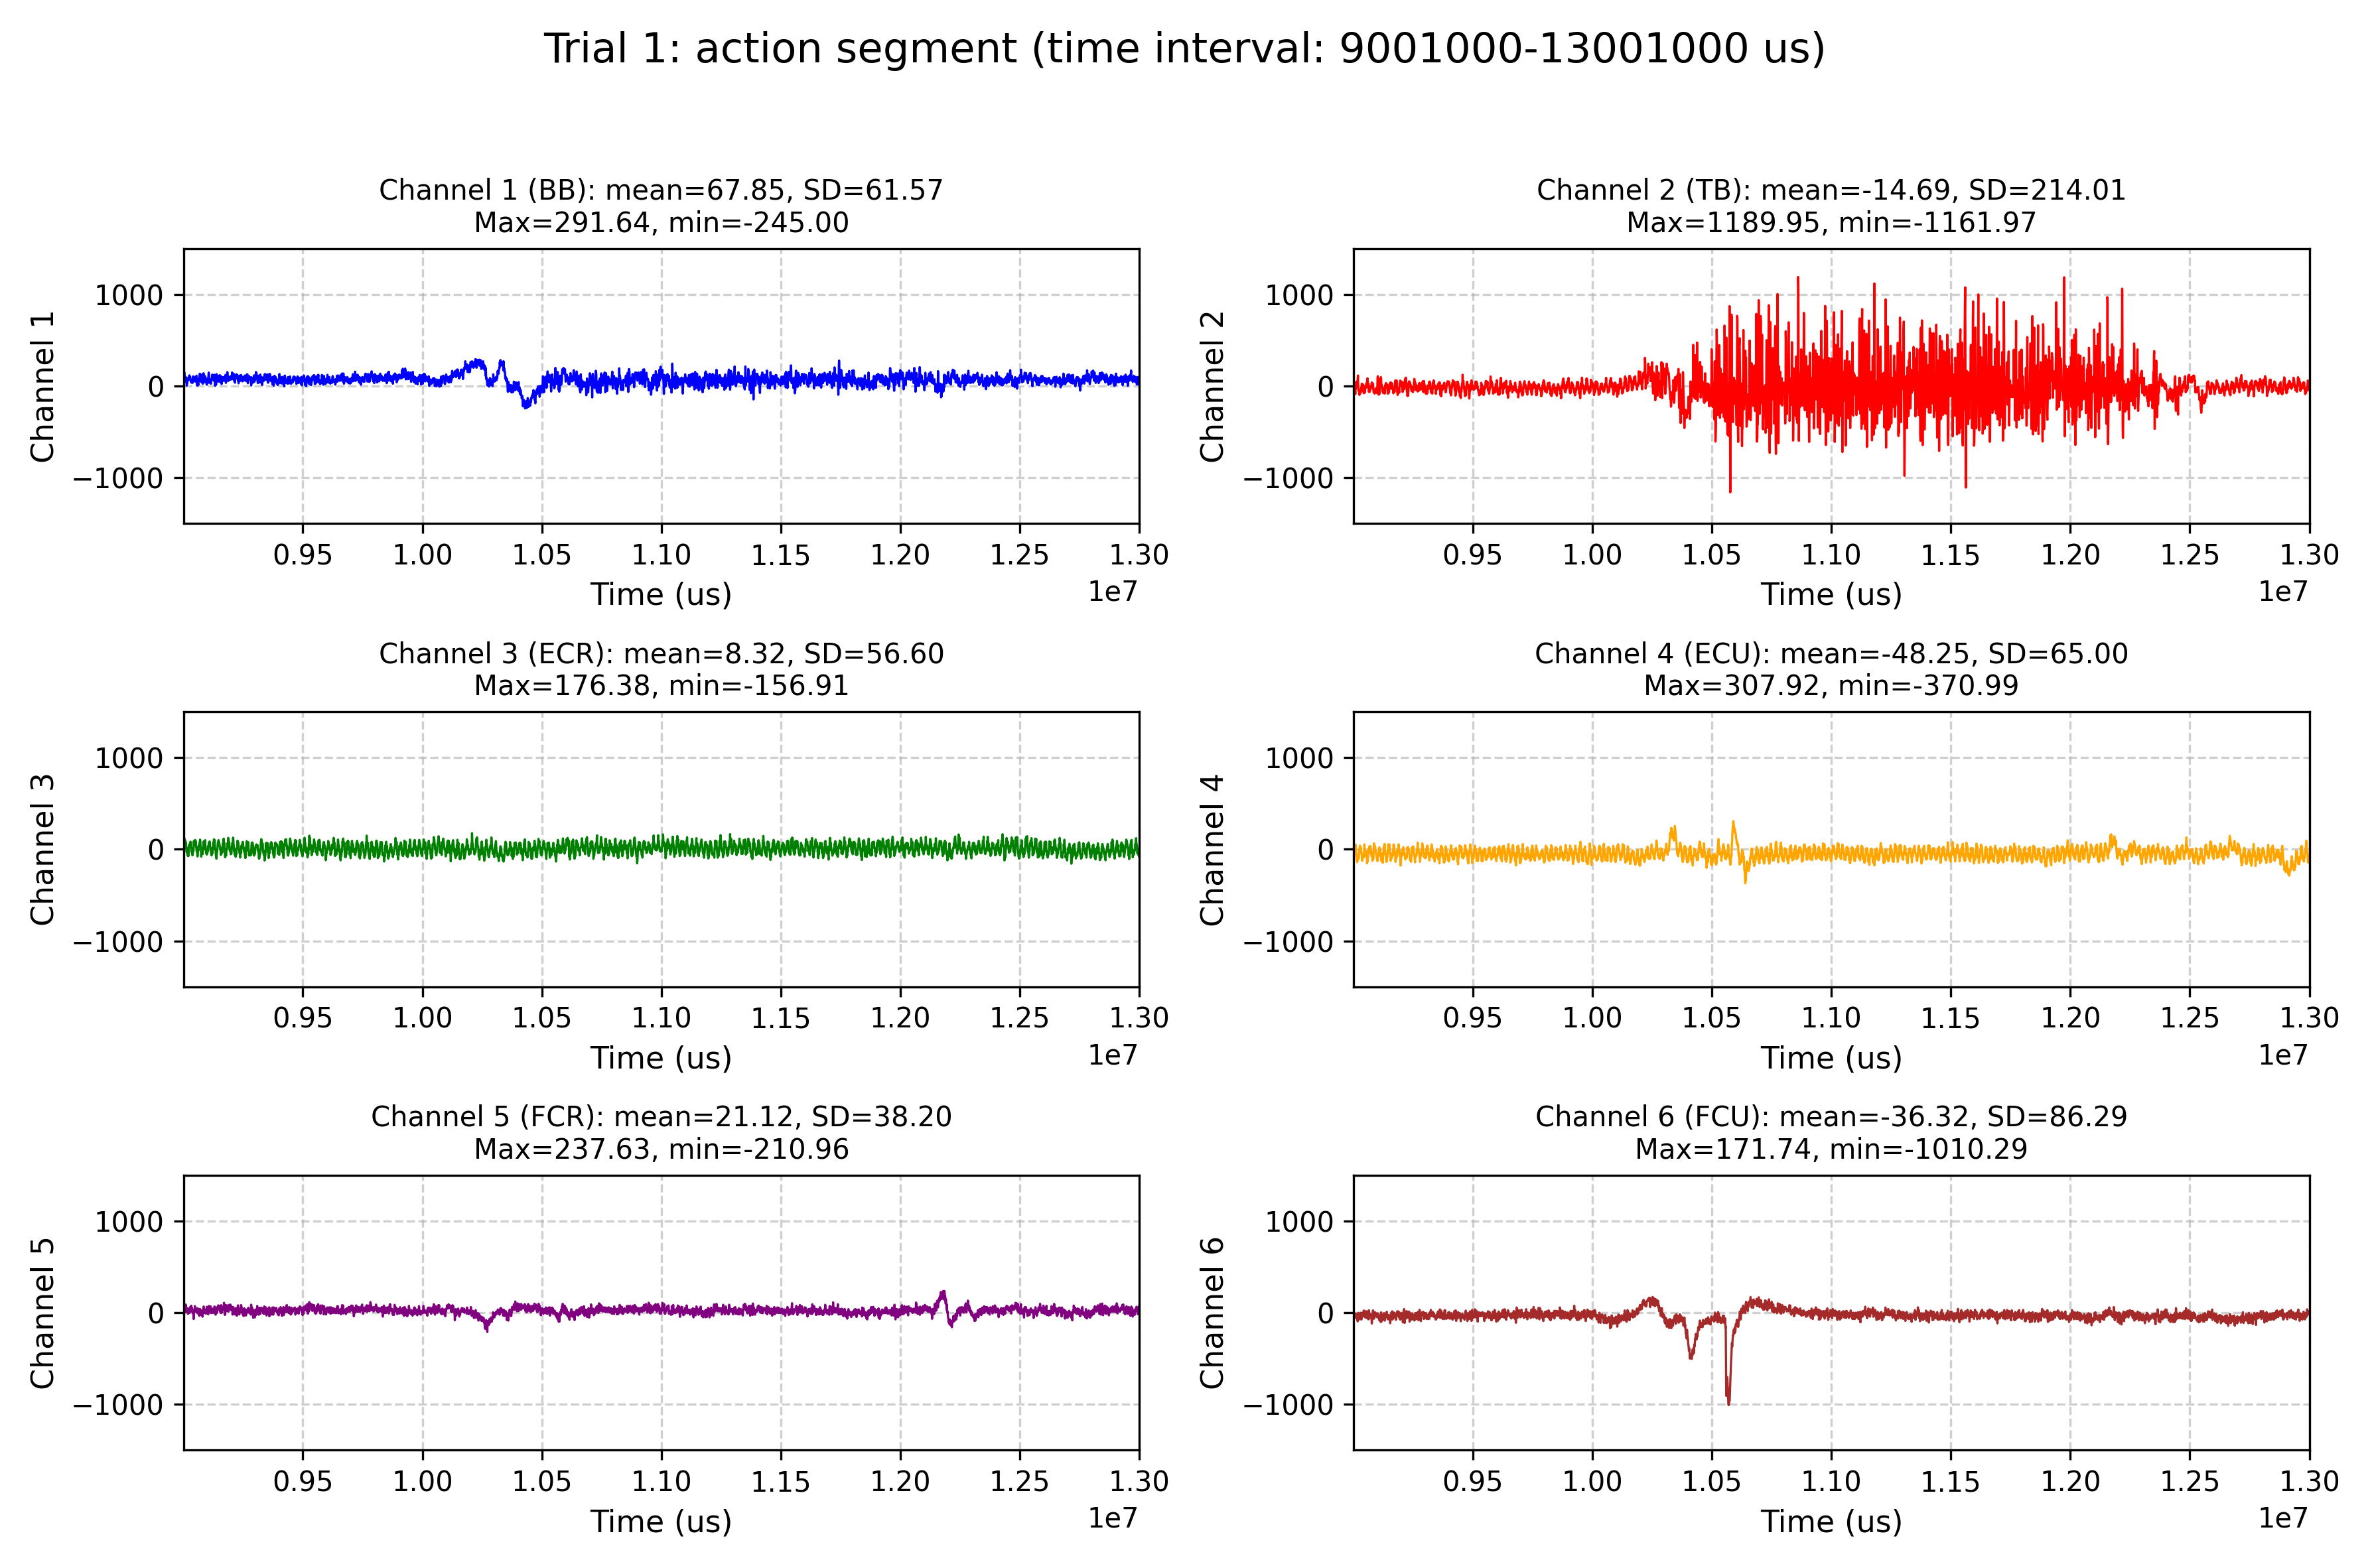 Trial 1: action segment (time interval: 9001000-13001000 us)
Channel 1 (BB): mean=67.85, SD=61.57
Max=291.64, min=-245.00
Channel 1
1000
0
−1000
0.95 1.00 1.05 1.10 1.15 1.20 1.25 1.30
Time (us)
1e7
Channel 2 (TB): mean=-14.69, SD=214.01
Max=1189.95, min=-1161.97
Channel 2
1000
0
−1000
0.95 1.00 1.05 1.10 1.15 1.20 1.25 1.30
Time (us)
1e7
Channel 3 (ECR): mean=8.32, SD=56.60
Max=176.38, min=-156.91
Channel 3
1000
0
−1000
0.95 1.00 1.05 1.10 1.15 1.20 1.25 1.30
Time (us)
1e7
Channel 4 (ECU): mean=-48.25, SD=65.00
Max=307.92, min=-370.99
Channel 4
1000
0
−1000
0.95 1.00 1.05 1.10 1.15 1.20 1.25 1.30
Time (us)
1e7
Channel 5 (FCR): mean=21.12, SD=38.20
Max=237.63, min=-210.96
Channel 5
1000
0
−1000
0.95 1.00 1.05 1.10 1.15 1.20 1.25 1.30
Time (us)
1e7
Channel 6 (FCU): mean=-36.32, SD=86.29
Max=171.74, min=-1010.29
Channel 6
1000
0
−1000
0.95 1.00 1.05 1.10 1.15 1.20 1.25 1.30
Time (us)
1e7